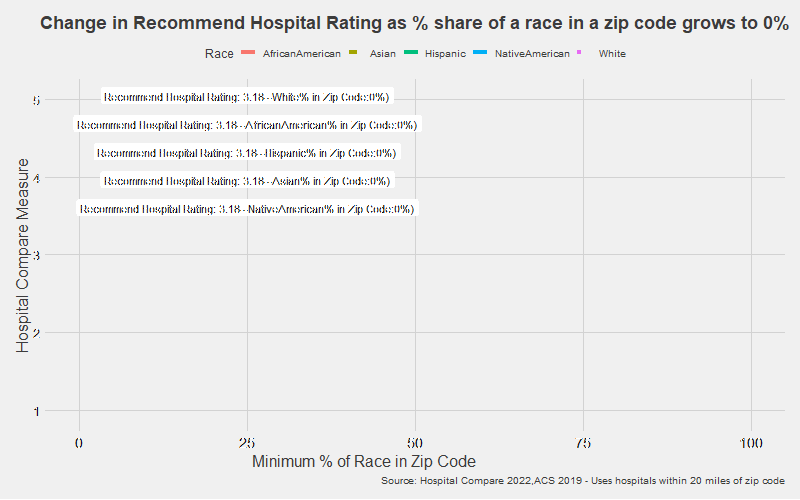 Change in Recommend Hospital Rating as % share of a race in a zip code grows to 0%
Race AfricanAmerican Asian Hispanic NativeAmerican White
Recommend Hospital Rating: 3.18--White% in Zip Code:0%)
Recommend Hospital Rating: 3.18--AfricanAmerican% in Zip Code:0%)
Recommend Hospital Rating: 3.18--Hispanic% in Zip Code:0%)
Recommend Hospital Rating: 3.18--Asian% in Zip Code:0%)
Recommend Hospital Rating: 3.18--NativeAmerican% in Zip Code:0%)
Hospital Compare Measure
5
4
3
2
1
0 25 50 75 100
Minimum % of Race in Zip Code
Source: Hospital Compare 2022,ACS 2019 - Uses hospitals within 20 miles of zip code